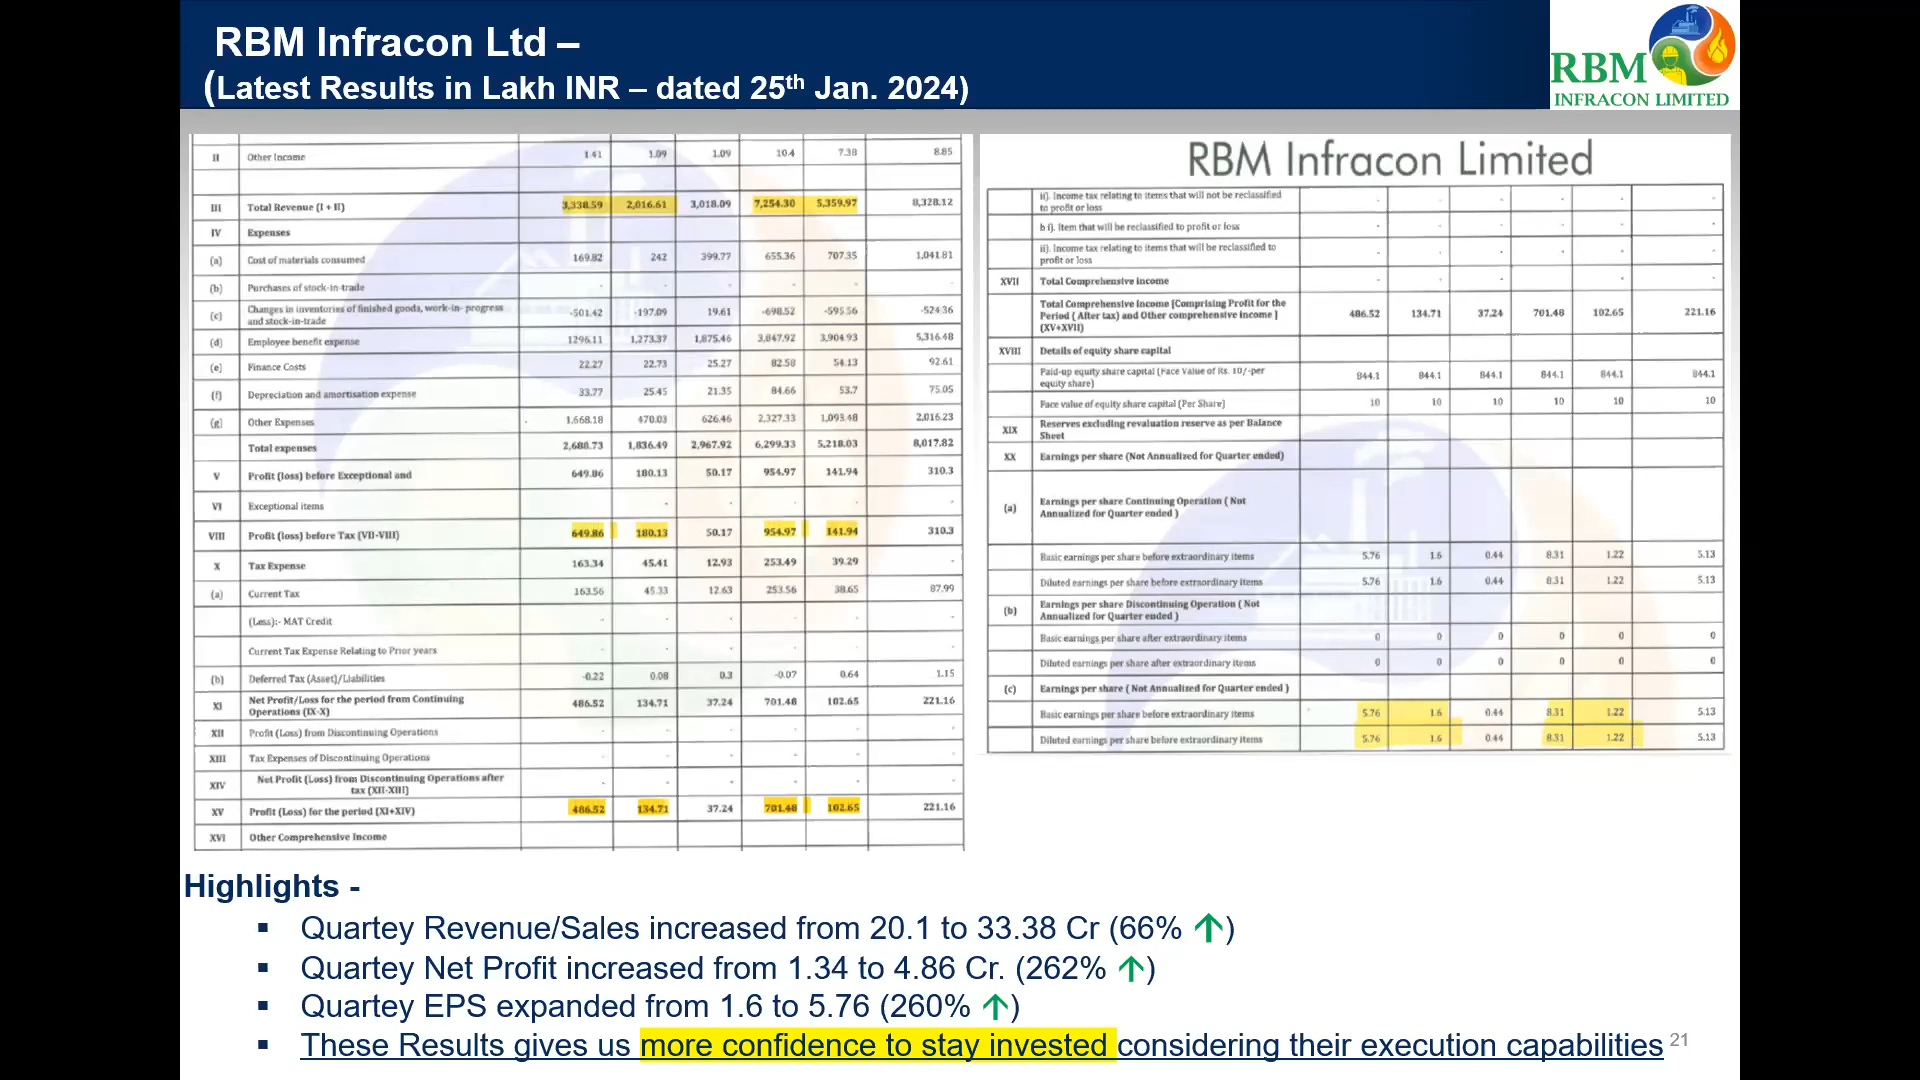 RBM Infracon Ltd –
(Latest Results in Lakh INR – dated 25th Jan. 2024)
RBM
INFRACON LIMITED
II Other Income 1.41 1.09 1.09 10.4 7.38 8.85
III Total Revenue (I + II) 3,338.59 2,016.61 3,018.09 7,254.30 5,359.97 8,328.12
IV Expenses
(a) Cost of materials consumed 169.82 242 399.77 655.36 707.35 1,041.81
(b) Purchases of stock-in-trade - - - - - -
Changes in inventories of finished goods, work-in- progress
(c) and stock-in-trade -501.42 -197.09 19.61 -698.52 -595.56 -524.36
(d) Employee benefit expense 1296.11 1,273.37 1,875.46 3,847.92 3,904.93 5,316.48
(e) Finance Costs 22.27 22.73 25.27 82.58 54.13 92.61
(f) Depreciation and amortisation expense 33.77 25.45 21.35 84.66 53.7 75.05
(g) Other Expenses 1,668.18 470.03 626.46 2,327.33 1,093.48 2,016.23
Total expenses 2,688.73 1,836.49 2,967.92 6,299.33 5,218.03 8,017.82
V Profit (loss) before Exceptional and 649.86 180.13 50.17 954.97 141.94 310.3
VI Exceptional items - - - - -
VIII Profit (loss) before Tax (VII-VIII) 649.86 180.13 50.17 954.97 141.94 310.3
X Tax Expense 163.34 45.41 12.93 253.49 39.29 -
(a) Current Tax 163.56 45.33 12.63 253.56 38.65 87.99
(Less):- MAT Credit - - - - - -
Current Tax Expense Relating to Prior years - - - - - -
(b) Deferred Tax (Asset)/Liabilities -0.22 0.08 0.3 -0.07 0.64 1.15
Net Profit/Loss for the period from Continuing
XI Operations (IX-X) 486.52 134.71 37.24 701.48 102.65 221.16
XII Profit (Loss) from Discontinuing Operations - - - - - -
XIII Tax Expenses of Discontinuing Operations - - - - - -
Net Profit (Loss) from Discontinuing Operations after
XIV tax (XII-XIII) - - - - - -
XV Profit (Loss) for the period (XI+XIV) 486.52 134.71 37.24 701.48 102.65 221.16
XVI Other Comprehensive Income
RBM Infracon Limited
ii). Income tax relating to items that will not be reclassified
to profit or loss - - - - - -
b i). Item that will be reclassified to profit or loss - - - - - -
ii). Income tax relating to items that will be reclassified to
profit or loss - - - - - -
XVII Total Comprehensive income - - - - - -
Total Comprehensive Income [Comprising Profit for the
Period ( After tax) and Other comprehensive income ]
(XV+XVII) 486.52 134.71 37.24 701.48 102.65 221.16
XVIII Details of equity share capital
Paid-up equity share capital (Face Value of Rs. 10/-per
equity share) 844.1 844.1 844.1 844.1 844.1 844.1
Face value of equity share capital (Per Share) 10 10 10 10 10 10
XIX Reserves excluding revaluation reserve as per Balance
Sheet
XX Earnings per share (Not Annualized for Quarter ended)
(a) Earnings per share Continuing Operation ( Not
Annualized for Quarter ended )
Basic earnings per share before extraordinary items 5.76 1.6 0.44 8.31 1.22 5.13
Diluted earnings per share before extraordinary items 5.76 1.6 0.44 8.31 1.22 5.13
(b) Earnings per share Discontinuing Operation ( Not
Annualized for Quarter ended )
Basic earnings per share after extraordinary items 0 0 0 0 0 0
Diluted earnings per share after extraordinary items 0 0 0 0 0 0
(c) Earnings per share ( Not Annualized for Quarter ended )
Basic earnings per share before extraordinary items 5.76 1.6 0.44 8.31 1.22 5.13
Diluted earnings per share before extraordinary items 5.76 1.6 0.44 8.31 1.22 5.13
Highlights -
▪ Quartey Revenue/Sales increased from 20.1 to 33.38 Cr (66% ↑)
▪ Quartey Net Profit increased from 1.34 to 4.86 Cr. (262% ↑)
▪ Quartey EPS expanded from 1.6 to 5.76 (260% ↑)
▪ These Results gives us more confidence to stay invested considering their execution capabilities
21